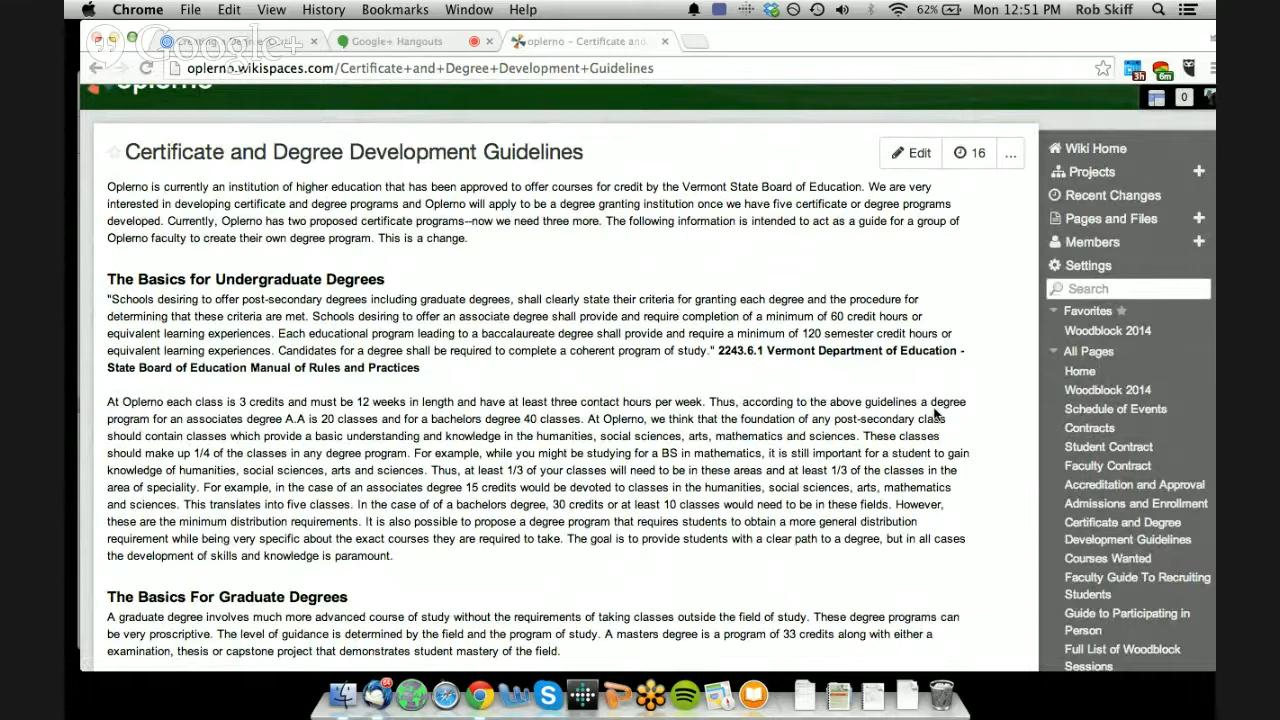 Chrome File Edit View History Bookmarks Window Help 62% Mon 12:51 PM Rob Skiff
Google+
Google+ Hangouts
oplerno – Certificate and
oplerno.wikispaces.com/Certificate+and+Degree+Development+Guidelines
3h 6m
oplerno
0
Certificate and Degree Development Guidelines
Edit 16 ...
Oplerno is currently an institution of higher education that has been approved to offer courses for credit by the Vermont State Board of Education. We are very
interested in developing certificate and degree programs and Oplerno will apply to be a degree granting institution once we have five certificate or degree programs
developed. Currently, Oplerno has two proposed certificate programs--now we need three more. The following information is intended to act as a guide for a group of
Oplerno faculty to create their own degree program. This is a change.
The Basics for Undergraduate Degrees
"Schools desiring to offer post-secondary degrees including graduate degrees, shall clearly state their criteria for granting each degree and the procedure for
determining that these criteria are met. Schools desiring to offer an associate degree shall provide and require completion of a minimum of 60 credit hours or
equivalent learning experiences. Each educational program leading to a baccalaureate degree shall provide and require a minimum of 120 semester credit hours or
equivalent learning experiences. Candidates for a degree shall be required to complete a coherent program of study." 2243.6.1 Vermont Department of Education -
State Board of Education Manual of Rules and Practices
At Oplerno each class is 3 credits and must be 12 weeks in length and have at least three contact hours per week. Thus, according to the above guidelines a degree
program for an associates degree A.A is 20 classes and for a bachelors degree 40 classes. At Oplerno, we think that the foundation of any post-secondary class
should contain classes which provide a basic understanding and knowledge in the humanities, social sciences, arts, mathematics and sciences. These classes
should make up 1/4 of the classes in any degree program. For example, while you might be studying for a BS in mathematics, it is still important for a student to gain
knowledge of humanities, social sciences, arts and sciences. Thus, at least 1/3 of your classes will need to be in these areas and at least 1/3 of the classes in the
area of speciality. For example, in the case of an associates degree 15 credits would be devoted to classes in the humanities, social sciences, arts, mathematics
and sciences. This translates into five classes. In the case of of a bachelors degree, 30 credits or at least 10 classes would need to be in these fields. However,
these are the minimum distribution requirements. It is also possible to propose a degree program that requires students to obtain a more general distribution
requirement while being very specific about the exact courses they are required to take. The goal is to provide students with a clear path to a degree, but in all cases
the development of skills and knowledge is paramount.
The Basics For Graduate Degrees
A graduate degree involves much more advanced course of study without the requirements of taking classes outside the field of study. These degree programs can
be very proscriptive. The level of guidance is determined by the field and the program of study. A masters degree is a program of 33 credits along with either a
examination, thesis or capstone project that demonstrates student mastery of the field.
Wiki Home
Projects
Recent Changes
Pages and Files
Members
Settings
Search
Favorites
Woodblock 2014
All Pages
Home
Woodblock 2014
Schedule of Events
Contracts
Student Contract
Faculty Contract
Accreditation and Approval
Admissions and Enrollment
Certificate and Degree
Development Guidelines
Courses Wanted
Faculty Guide To Recruiting
Students
Guide to Participating in
Person
Full List of Woodblock
Sessions